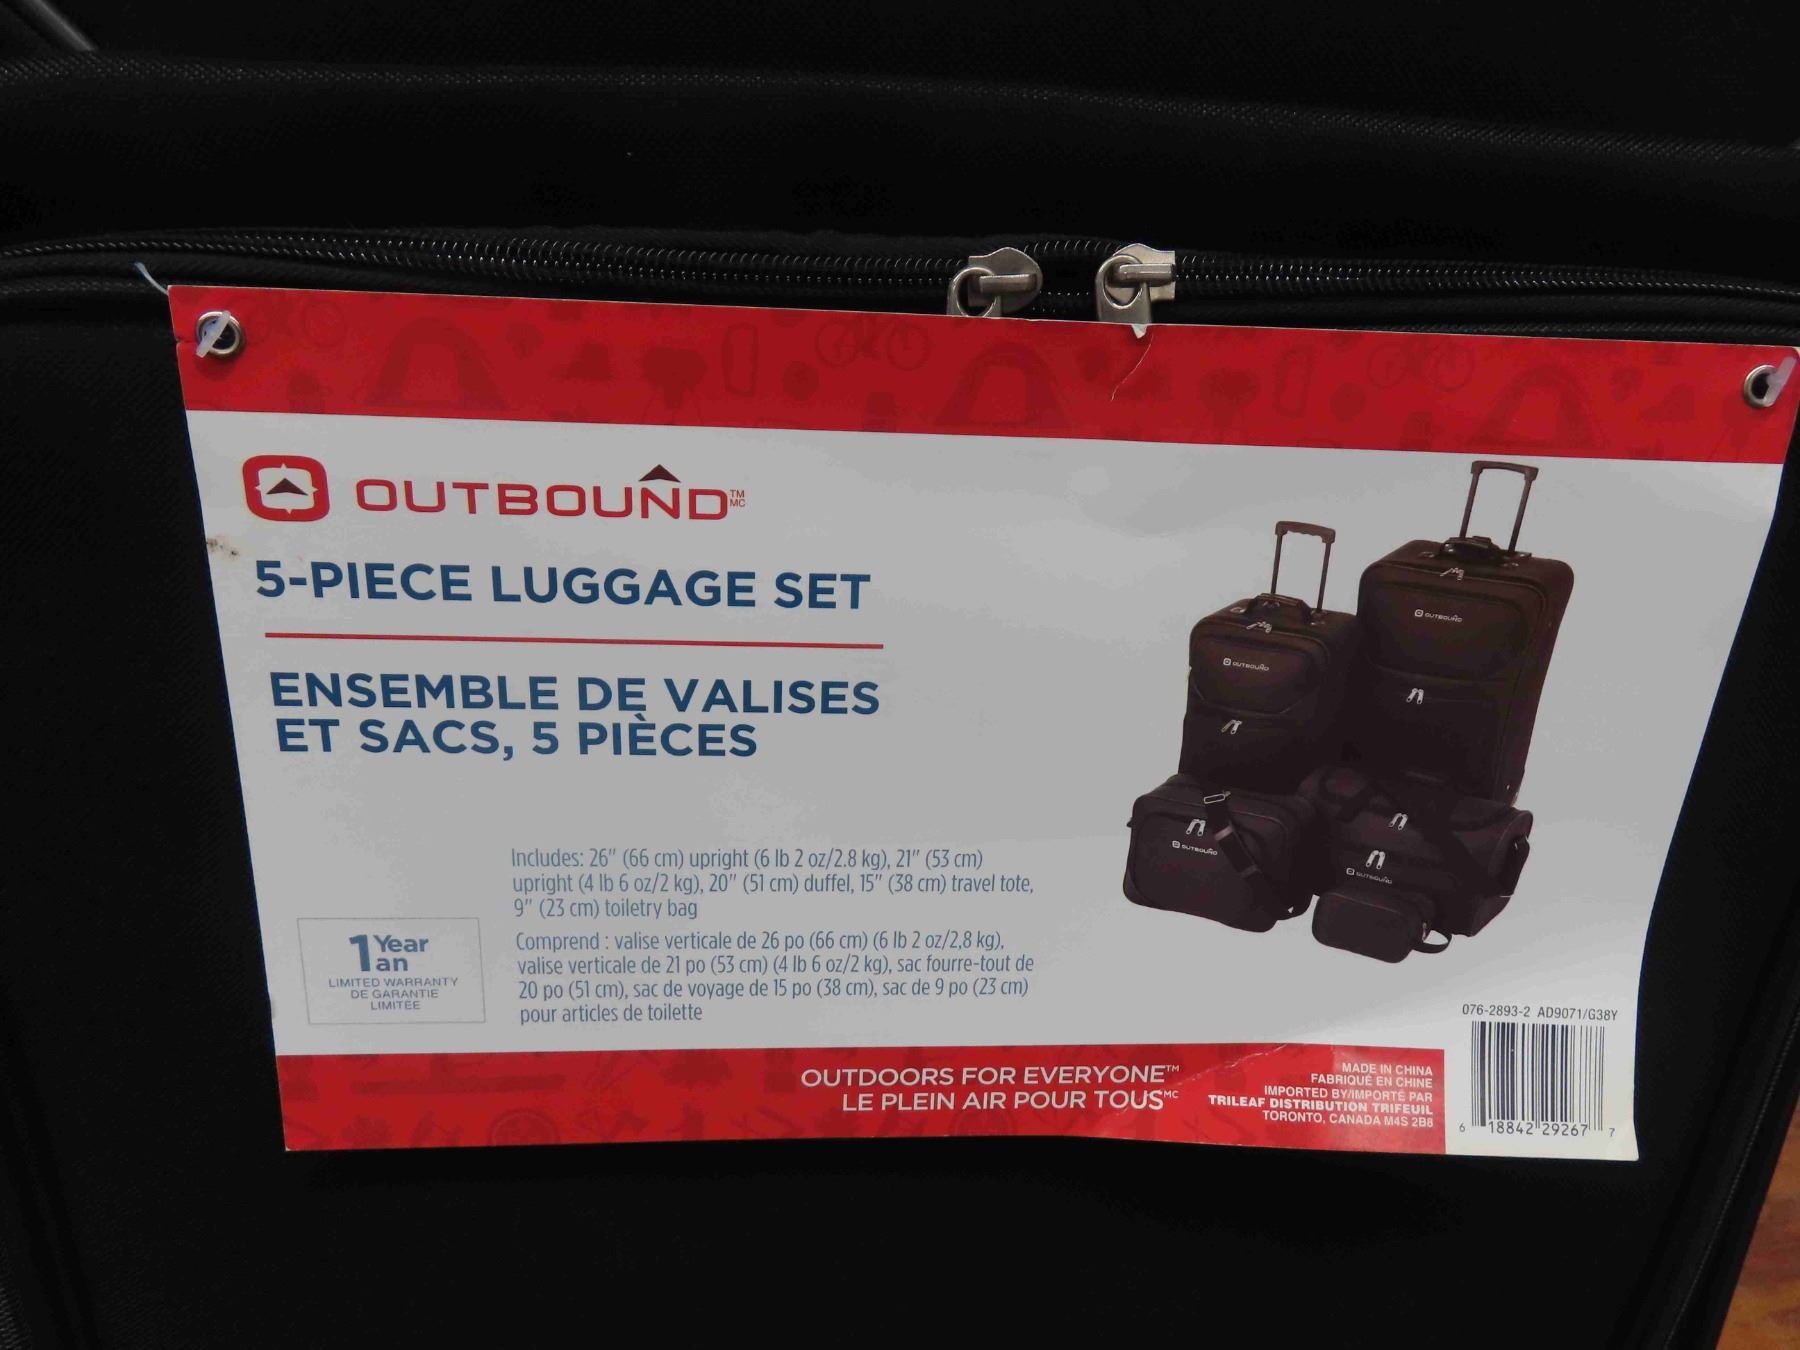 OUTBOUND™ MC
5-PIECE LUGGAGE SET
ENSEMBLE DE VALISES
ET SACS, 5 PIÈCES
Includes: 26" (66 cm) upright (6 lb 2 oz/2.8 kg), 21" (53 cm)
upright (4 lb 6 oz/2 kg), 20" (51 cm) duffel, 15" (38 cm) travel tote,
9" (23 cm) toiletry bag
Comprend : valise verticale de 26 po (66 cm) (6 lb 2 oz/2,8 kg),
valise verticale de 21 po (53 cm) (4 lb 6 oz/2 kg), sac fourre-tout de
20 po (51 cm), sac de voyage de 15 po (38 cm), sac de 9 po (23 cm)
pour articles de toilette
1 Year
an
LIMITED WARRANTY
DE GARANTIE
LIMITÉE
OUTBOUND
OUTBOUND
OUTBOUND
OUTBOUND
OUTDOORS FOR EVERYONE™
LE PLEIN AIR POUR TOUS MC
MADE IN CHINA
FABRIQUÉ EN CHINE
IMPORTED BY/IMPORTÉ PAR
TRILEAF DISTRIBUTION TRIFEUIL
TORONTO, CANADA M4S 2B8
076-2893-2 AD9071/G38Y
6 18842 29267 7